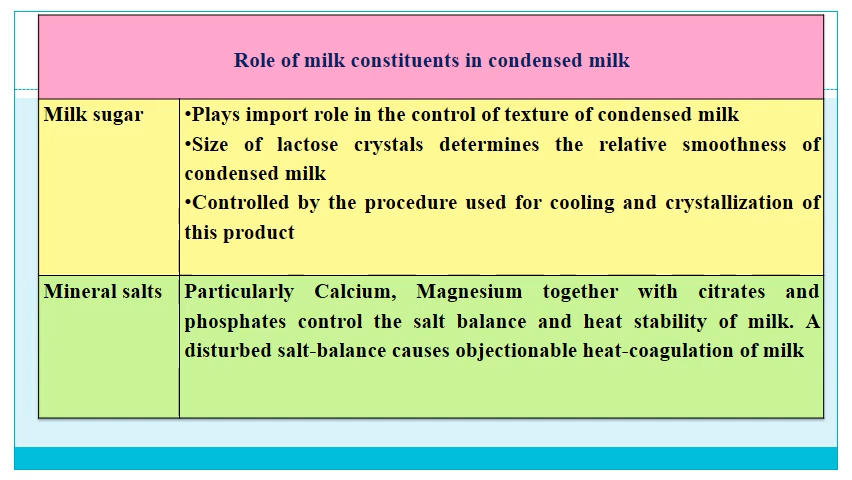 Role of milk constituents in condensed milk
Milk sugar
•Plays import role in the control of texture of condensed milk
•Size of lactose crystals determines the relative smoothness of
condensed milk
•Controlled by the procedure used for cooling and crystallization of
this product
Mineral salts
Particularly Calcium, Magnesium together with citrates and
phosphates control the salt balance and heat stability of milk. A
disturbed salt-balance causes objectionable heat-coagulation of milk